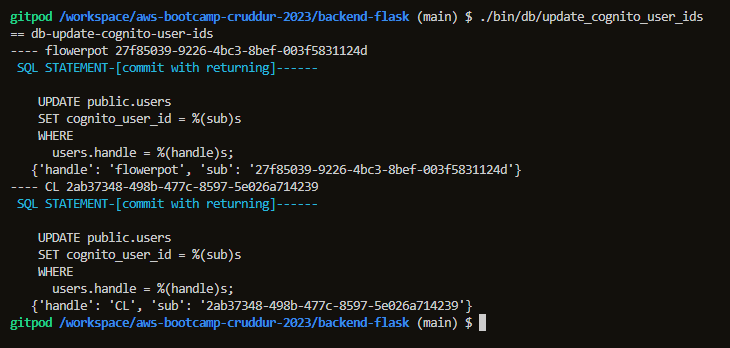 gitpod /workspace/aws-bootcamp-cruddur-2023/backend-flask (main) $ ./bin/db/update_cognito_user_ids
== db-update-cognito-user-ids
---- flowerpot 27f85039-9226-4bc3-8bef-003f5831124d
 SQL STATEMENT-[commit with returning]------

    UPDATE public.users
    SET cognito_user_id = %(sub)s
    WHERE
      users.handle = %(handle)s;
   {'handle': 'flowerpot', 'sub': '27f85039-9226-4bc3-8bef-003f5831124d'}
---- CL 2ab37348-498b-477c-8597-5e026a714239
 SQL STATEMENT-[commit with returning]------

    UPDATE public.users
    SET cognito_user_id = %(sub)s
    WHERE
      users.handle = %(handle)s;
   {'handle': 'CL', 'sub': '2ab37348-498b-477c-8597-5e026a714239'}
gitpod /workspace/aws-bootcamp-cruddur-2023/backend-flask (main) $